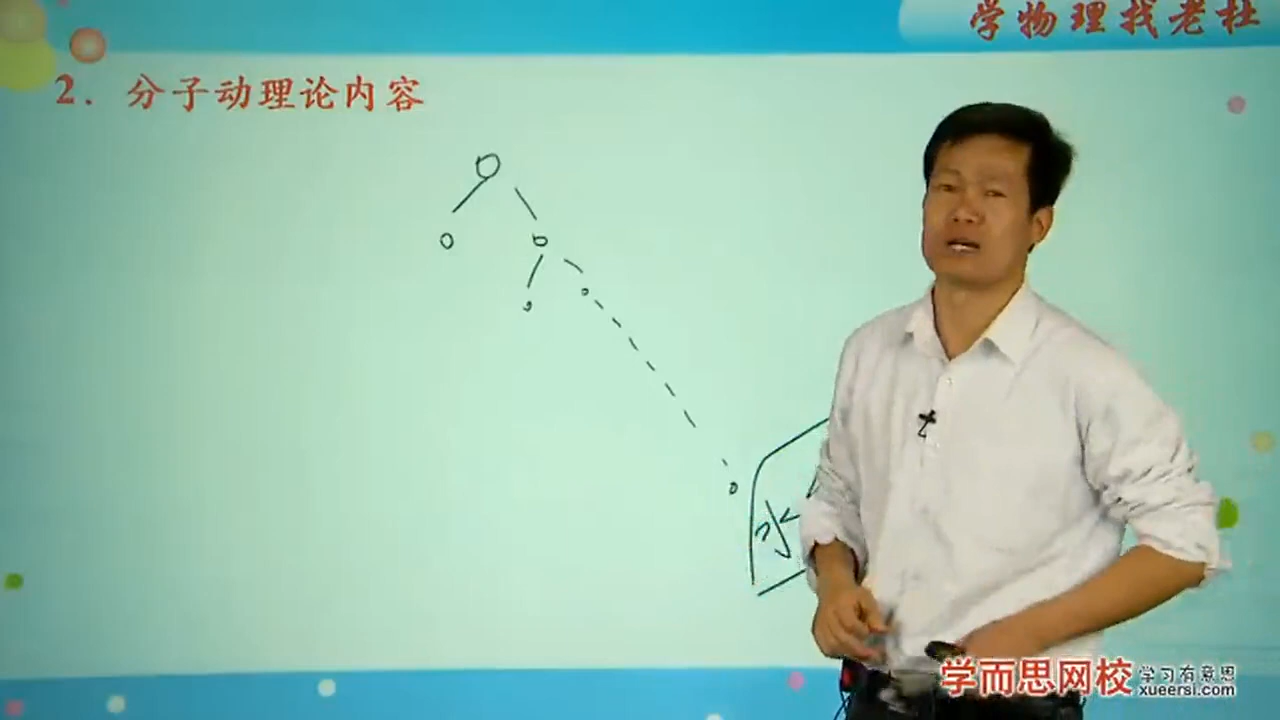 学物理找老杜
2. 分子动理论内容
水
学而思网校
学习有意思
xueersi.com